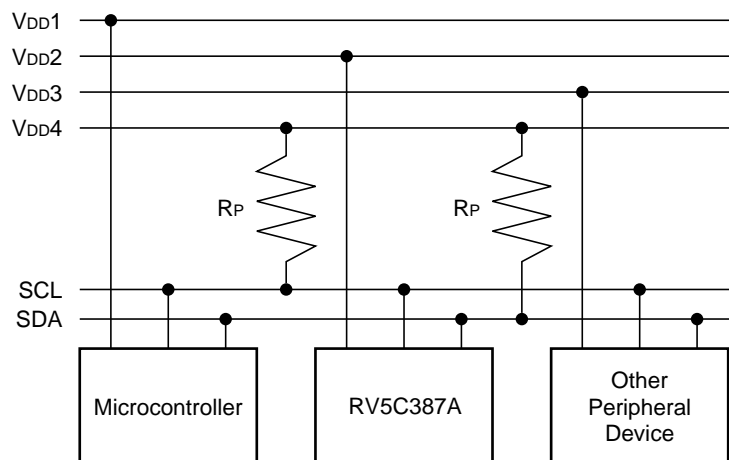 VDD1
VDD2
VDD3
VDD4
RP
RP
SCL
SDA
Microcontroller
RV5C387A
Other
Peripheral
Device